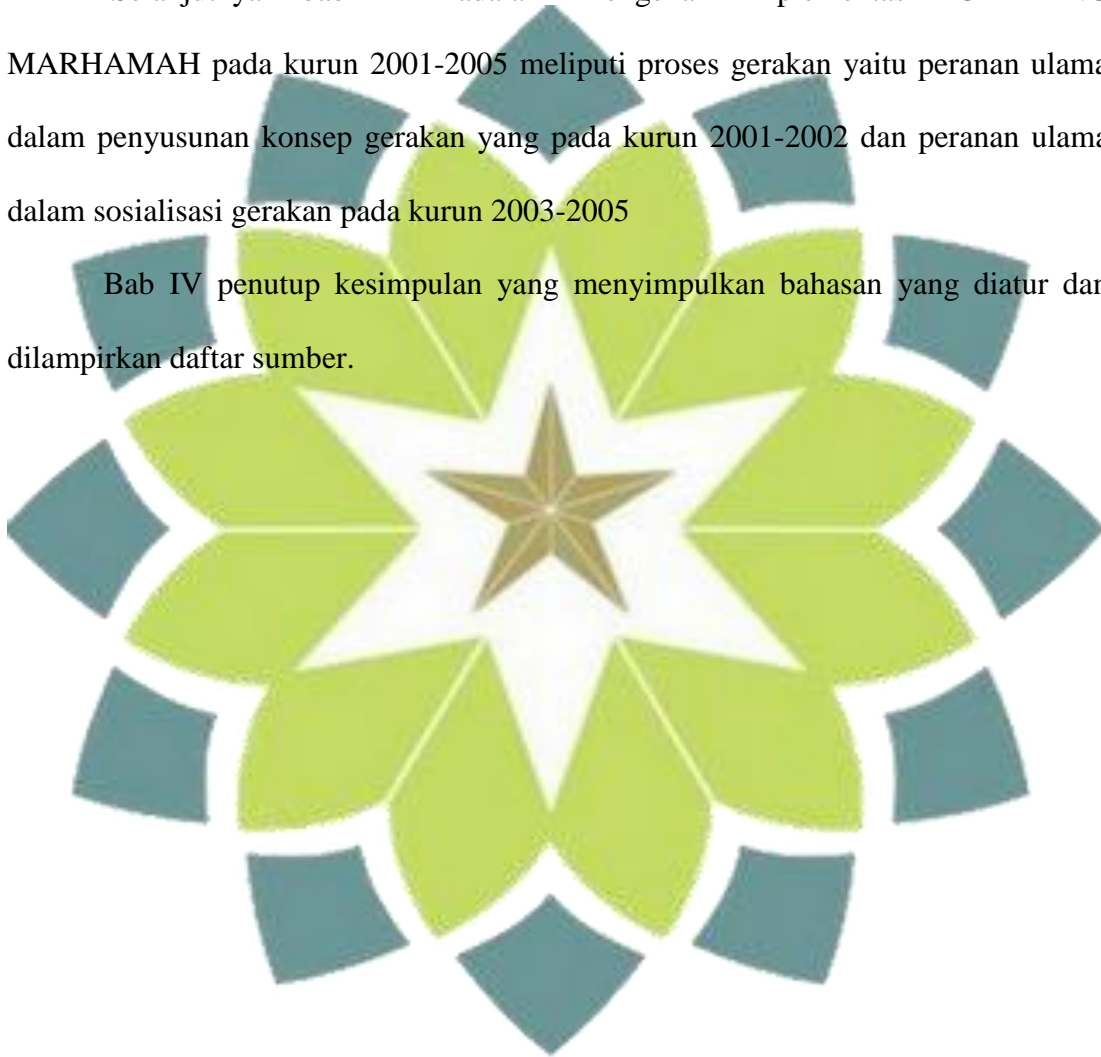 MARHAMAH pada kurun 2001-2005 meliputi proses gerakan yaitu peranan ulama
dalam penyusunan konsep gerakan yang pada kurun 2001-2002 dan peranan ulama
dalam sosialisasi gerakan pada kurun 2003-2005
Bab IV penutup kesimpulan yang menyimpulkan bahasan yang diatur dan
dilampirkan daftar sumber.